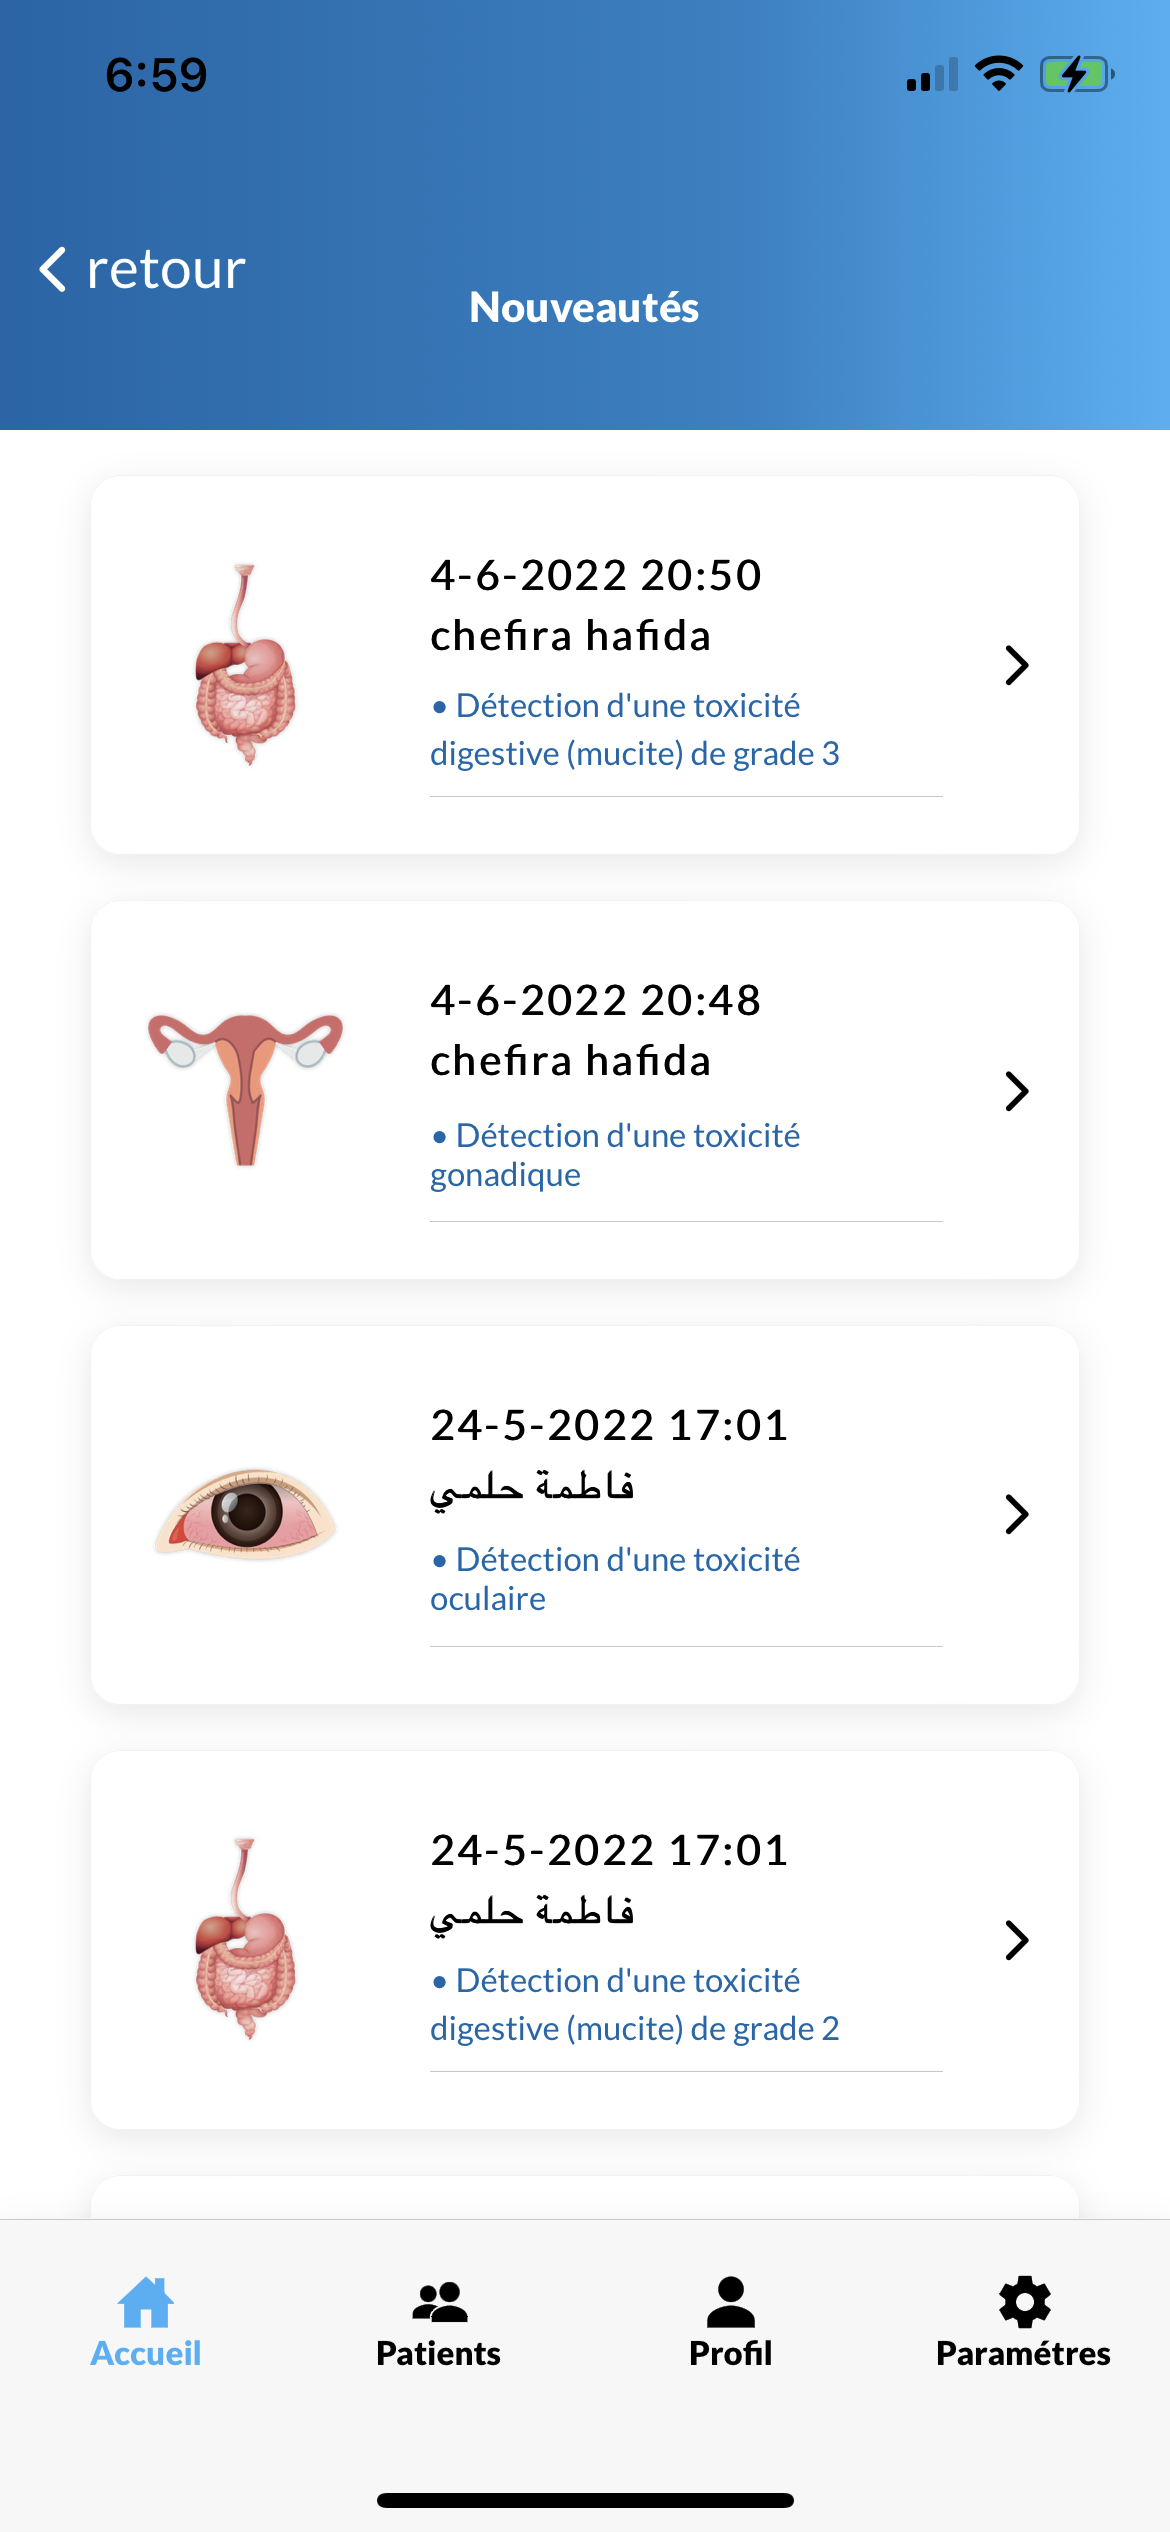 6:59
retour
Nouveautés
4-6-2022 20:50
chefira hafida
• Détection d'une toxicité
digestive (mucite) de grade 3
4-6-2022 20:48
chefira hafida
• Détection d'une toxicité
gonadique
24-5-2022 17:01
فاطمة حلمي
• Détection d'une toxicité
oculaire
24-5-2022 17:01
فاطمة حلمي
• Détection d'une toxicité
digestive (mucite) de grade 2
Accueil
Patients
Profil
Paramétres